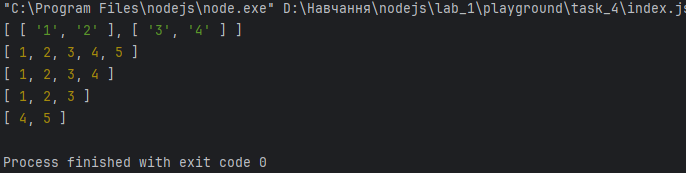 "C:\Program Files\nodejs\node.exe" D:\Навчання\nodejs\lab_1\playground\task_4\index.js
[ [ '1', '2' ], [ '3', '4' ] ]
[ 1, 2, 3, 4, 5 ]
[ 1, 2, 3, 4 ]
[ 1, 2, 3 ]
[ 4, 5 ]
Process finished with exit code 0